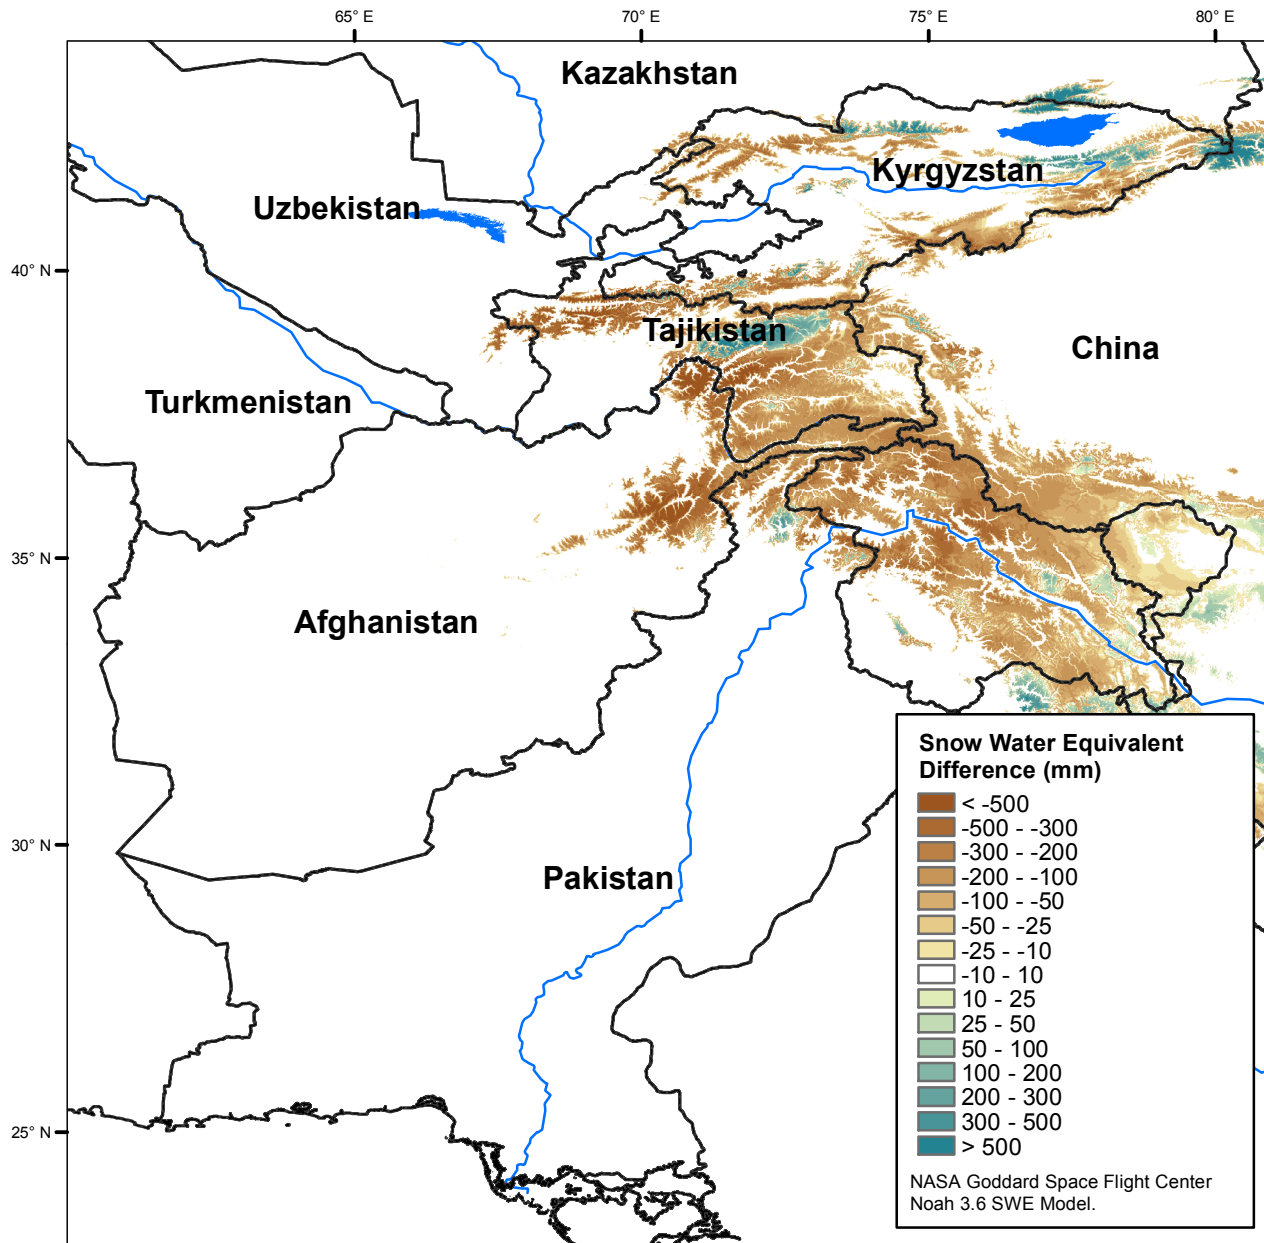 65° E
70° E
75° E
80° E
Kazakhstan
Kyrgyzstan
Uzbekistan
40° N
Tajikistan
China
Turkmenistan
35° N
Afghanistan
Snow Water Equivalent
Difference (mm)
< -500
-500 - -300
-300 - -200
-200 - -100
-100 - -50
-50 - -25
-25 - -10
-10 - 10
10 - 25
25 - 50
50 - 100
100 - 200
200 - 300
300 - 500
> 500
30° N
Pakistan
25° N
NASA Goddard Space Flight Center
Noah 3.6 SWE Model.